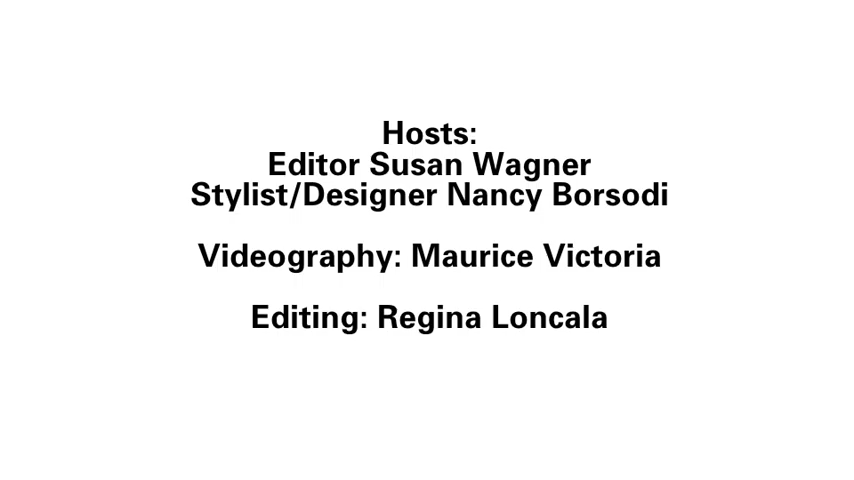 Hosts:
Editor Susan Wagner
Stylist/Designer Nancy Borsodi
Videography: Maurice Victoria
Editing: Regina Loncala